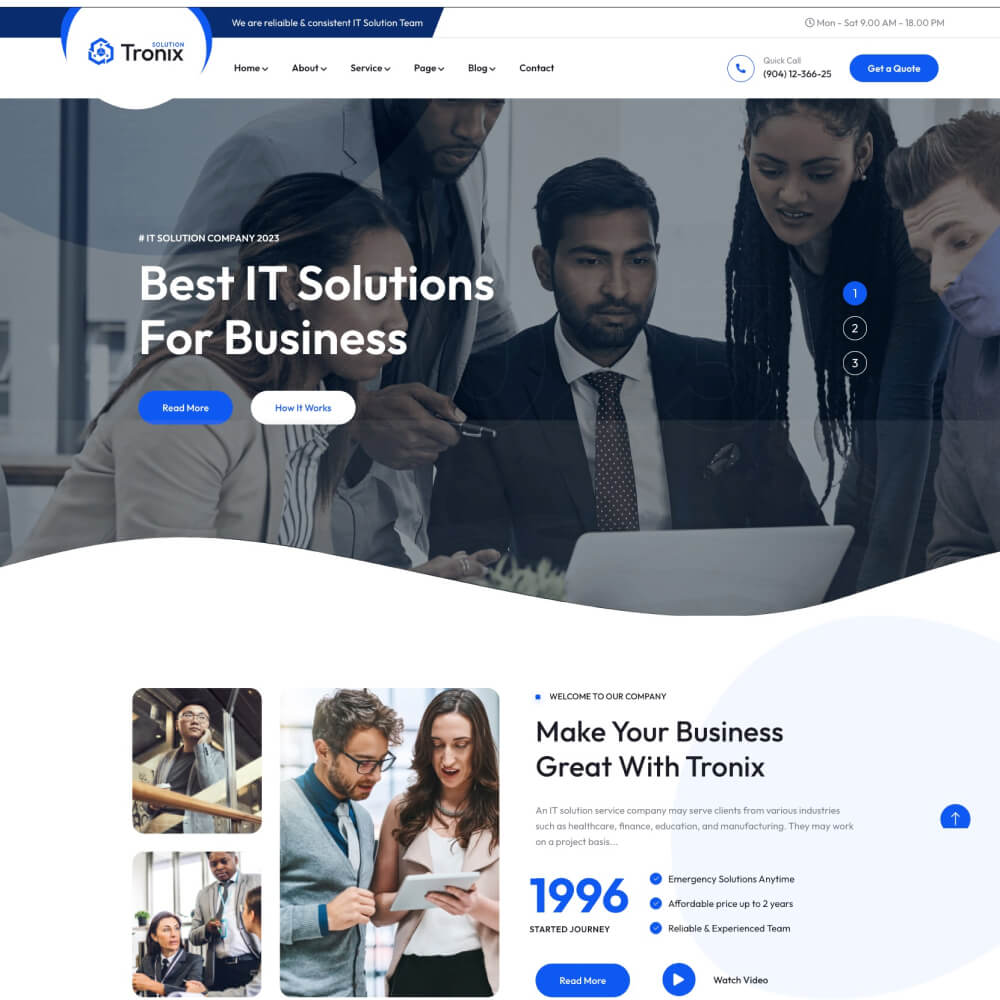 We are reliaible & consistent IT Solution Team
Mon - Sat 9.00 AM - 18.00 PM
SOLUTION
Tronix
Home
About
Service
Page
Blog
Contact
Quick Call
(904) 12-366-25
Get a Quote
# IT SOLUTION COMPANY 2023
Best IT Solutions
For Business
Read More
How It Works
1
2
3
WELCOME TO OUR COMPANY
Make Your Business
Great With Tronix
An IT solution service company may serve clients from various industries
such as healthcare, finance, education, and manufacturing. They may work
on a project basis...
1996
STARTED JOURNEY
Emergency Solutions Anytime
Affordable price up to 2 years
Reliable & Experienced Team
Read More
Watch Video